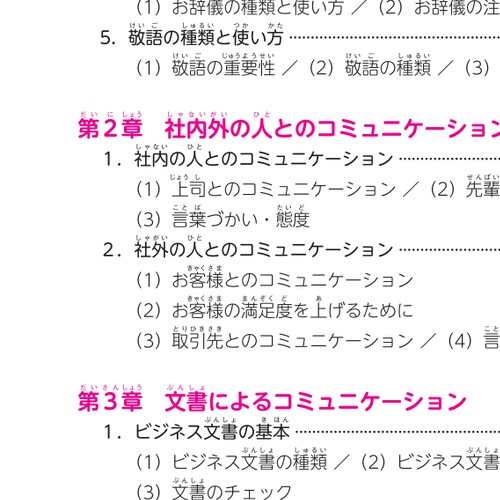 (1) お辞儀の種類と使い方 ／ (2) お辞儀の注
5. 敬語の種類と使い方
(1) 敬語の重要性 ／ (2) 敬語の種類 ／ (3)
第2章 社内外の人とのコミュニケーション
1. 社内の人とのコミュニケーション
(1) 上司とのコミュニケーション ／ (2) 先輩
(3) 言葉づかい・態度
2. 社外の人とのコミュニケーション
(1) お客様とのコミュニケーション
(2) お客様の満足度を上げるために
(3) 取引先とのコミュニケーション ／ (4) 言
第3章 文書によるコミュニケーション
1. ビジネス文書の基本
(1) ビジネス文書の種類 ／ (2) ビジネス文書
(3) 文書のチェック